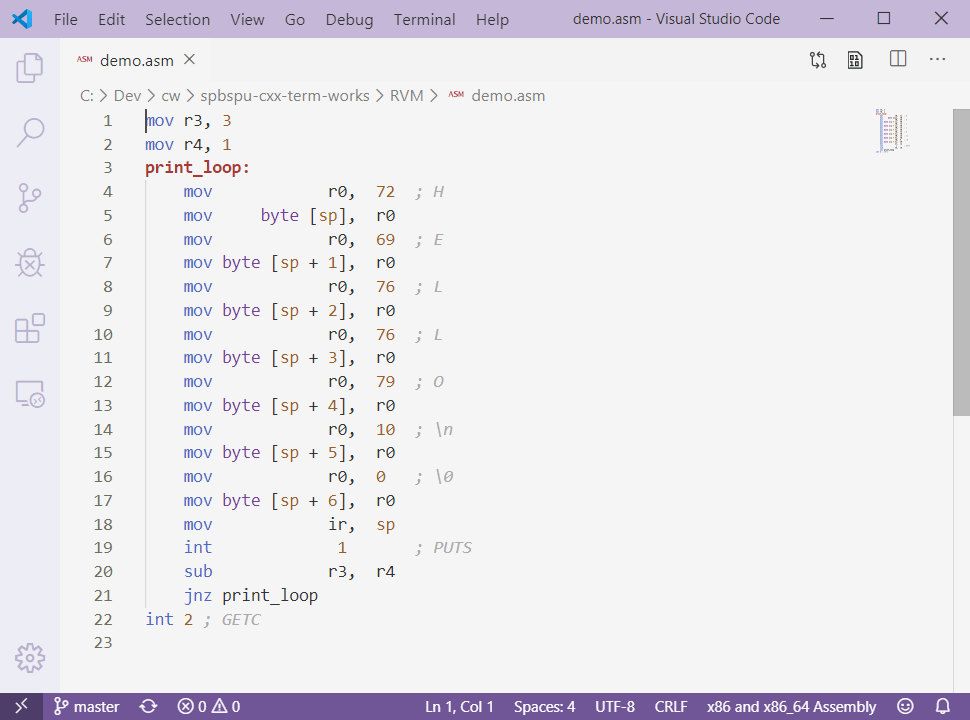 File Edit Selection View Go Debug Terminal Help demo.asm - Visual Studio Code
ASM demo.asm
C: > Dev > cw > spbspu-cxx-term-works > RVM > ASM demo.asm
1 mov r3, 3
2 mov r4, 1
3 print_loop:
4 mov r0, 72 ; H
5 mov byte [sp], r0
6 mov r0, 69 ; E
7 mov byte [sp + 1], r0
8 mov r0, 76 ; L
9 mov byte [sp + 2], r0
10 mov r0, 76 ; L
11 mov byte [sp + 3], r0
12 mov r0, 79 ; O
13 mov byte [sp + 4], r0
14 mov r0, 10 ; \n
15 mov byte [sp + 5], r0
16 mov r0, 0 ; \0
17 mov byte [sp + 6], r0
18 mov ir, sp
19 int 1 ; PUTS
20 sub r3, r4
21 jnz print_loop
22 int 2 ; GETC
23
master 0 0 Ln 1, Col 1 Spaces: 4 UTF-8 CRLF x86 and x86_64 Assembly